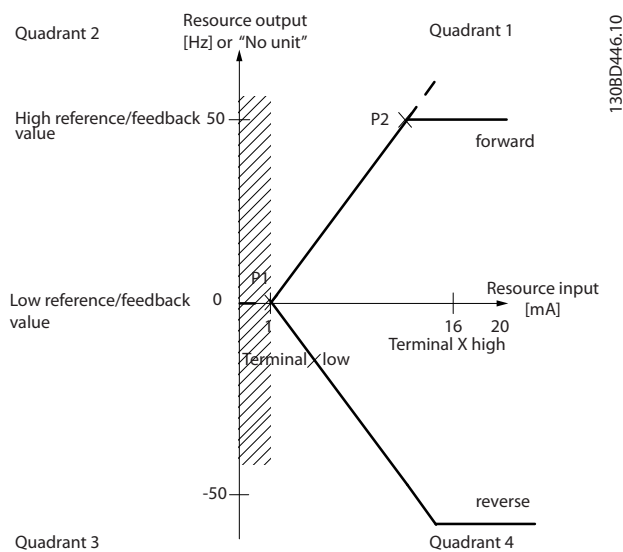 Quadrant 2
Resource output
[Hz] or “No unit”
Quadrant 1
130BD446.10
High reference/feedback
value
50
P2
forward
P1
Low reference/feedback
value
0
Resource input
[mA]
1
16
20
Terminal X high
Terminal X low
-50
reverse
Quadrant 3
Quadrant 4